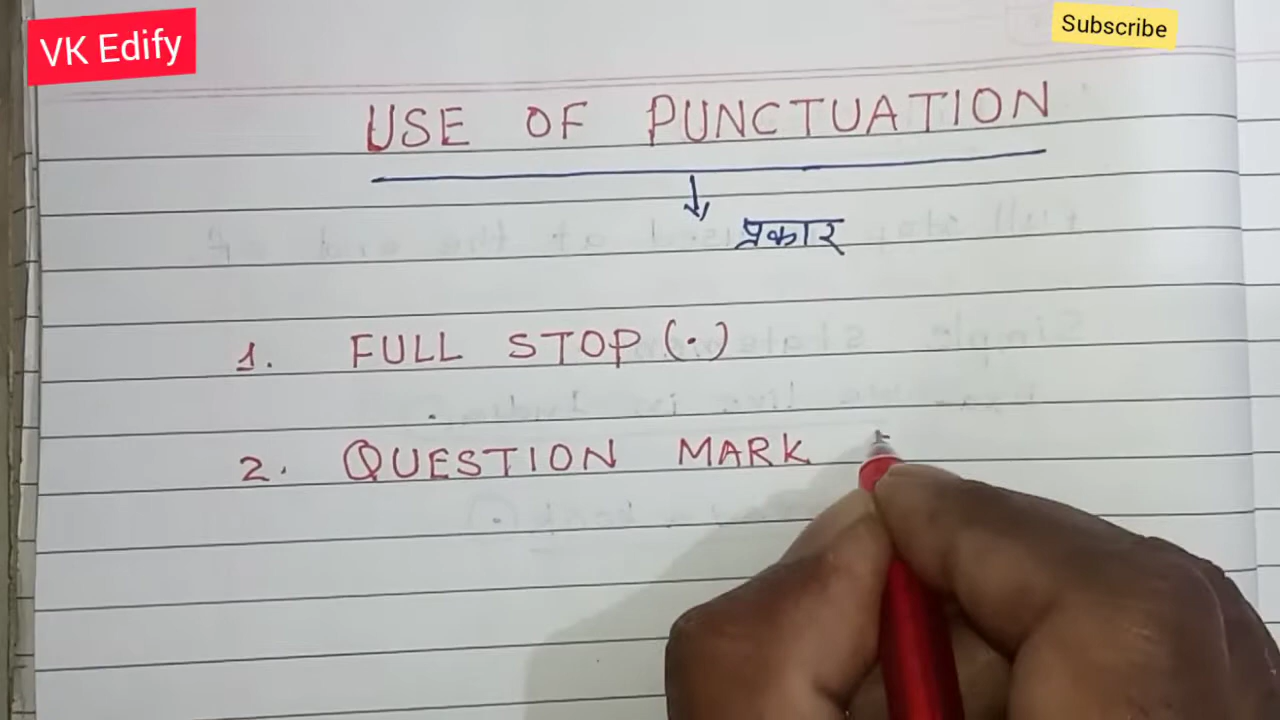 VK Edify
Subscribe
USE OF PUNCTUATION
प्रकार
1. FULL STOP (.)
2. QUESTION MARK